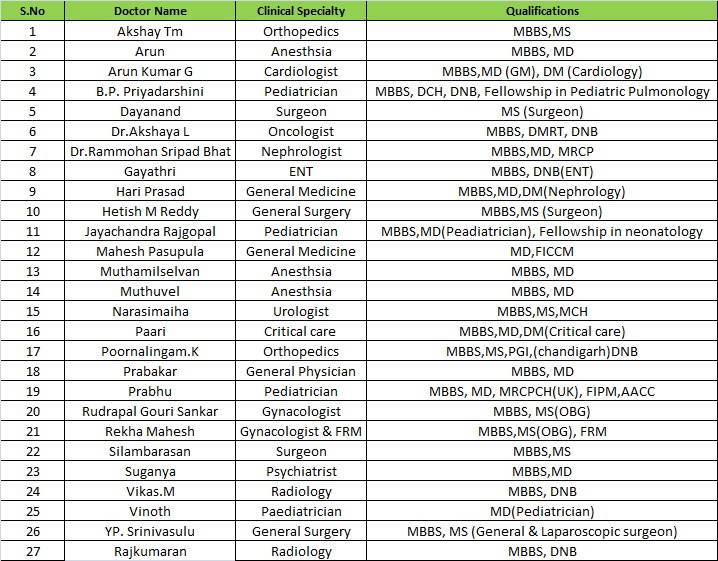 S.No Doctor Name Clinical Specialty Qualifications
1 Akshay Tm Orthopedics MBBS,MS
2 Arun Anesthsia MBBS, MD
3 Arun Kumar G Cardiologist MBBS,MD (GM), DM (Cardiology)
4 B.P. Priyadarshini Pediatrician MBBS, DCH, DNB, Fellowship in Pediatric Pulmonology
5 Dayanand Surgeon MS (Surgeon)
6 Dr.Akshaya L Oncologist MBBS, DMRT, DNB
7 Dr.Rammohan Sripad Bhat Nephrologist MBBS,MD, MRCP
8 Gayathri ENT MBBS, DNB(ENT)
9 Hari Prasad General Medicine MBBS,MD,DM(Nephrology)
10 Hetish M Reddy General Surgery MBBS,MS (Surgeon)
11 Jayachandra Rajgopal Pediatrician MBBS,MD(Peadiatrician), Fellowship in neonatology
12 Mahesh Pasupula General Medicine MD,FICCM
13 Muthamilselvan Anesthsia MBBS, MD
14 Muthuvel Anesthsia MBBS, MD
15 Narasimaiha Urologist MBBS,MS,MCH
16 Paari Critical care MBBS,MD,DM(Critical care)
17 Poornalingam.K Orthopedics MBBS,MS,PGI,(chandigarh)DNB
18 Prabakar General Physician MBBS, MD
19 Prabhu Pediatrician MBBS, MD, MRCPCH(UK), FIPM,AACC
20 Rudrapal Gouri Sankar Gynacologist MBBS, MS(OBG)
21 Rekha Mahesh Gynacologist & FRM MBBS,MS(OBG), FRM
22 Silambarasan Surgeon MBBS,MS
23 Suganya Psychiatrist MBBS,MD
24 Vikas.M Radiology MBBS, DNB
25 Vinoth Paediatrician MD(Pediatrician)
26 YP. Srinivasulu General Surgery MBBS, MS (General & Laparoscopic surgeon)
27 Rajkumaran Radiology MBBS, DNB